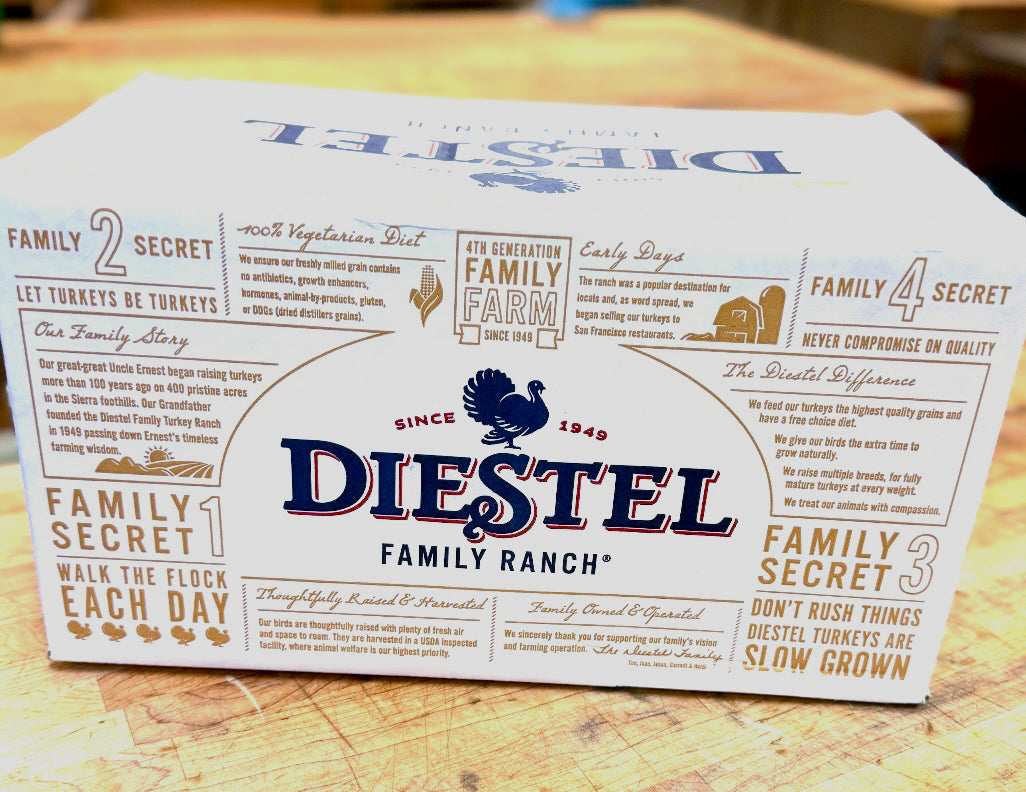 DIESTEL
FAMILY RANCH
FAMILY 2 SECRET
LET TURKEYS BE TURKEYS
100% Vegetarian Diet
We ensure our freshly milled grain contains
no antibiotics, growth enhancers,
hormones, animal-by-products, gluten,
or DDGs (dried distillers grains).
4TH GENERATION
FAMILY
FARM
SINCE 1949
Early Days
The ranch was a popular destination for
locals and, as word spread, we
began selling our turkeys to
San Francisco restaurants.
FAMILY 4 SECRET
NEVER COMPROMISE ON QUALITY
Our Family Story
Our great-great Uncle Ernest began raising turkeys
more than 100 years ago on 400 pristine acres
in the Sierra foothills. Our Grandfather
founded the Diestel Family Turkey Ranch
in 1949 passing down Ernest's timeless
farming wisdom.
SINCE 1949
DIESTEL
FAMILY RANCH®
The Diestel Difference
We feed our turkeys the highest quality grains and
have a free choice diet.
We give our birds the extra time to
grow naturally.
We raise multiple breeds, for fully
mature turkeys at every weight.
We treat our animals with compassion.
FAMILY
SECRET 1
WALK THE FLOCK
EACH DAY
Thoughtfully Raised & Harvested
Our birds are thoughtfully raised with plenty of fresh air
and space to roam. They are harvested in a USDA inspected
facility, where animal welfare is our highest priority.
Family Owned & Operated
We sincerely thank you for supporting our family's vision
and farming operation. The Diestel Family
Tim, Joan, Jason, Garrett & Heidi
FAMILY
SECRET 3
DON'T RUSH THINGS
DIESTEL TURKEYS ARE
SLOW GROWN